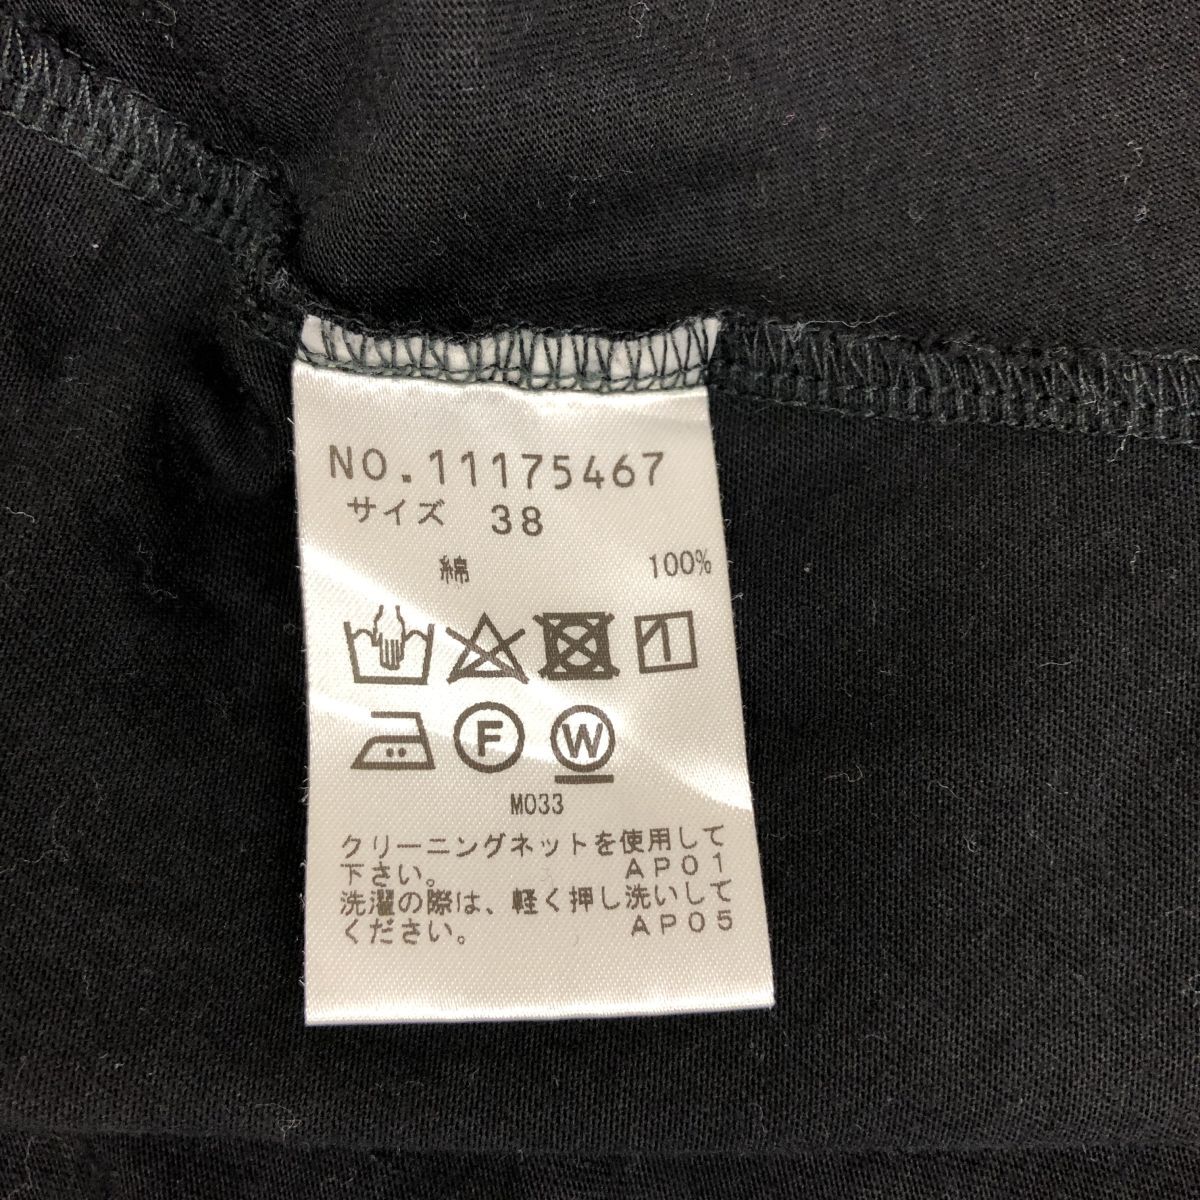 NO.11175467
サイズ 38
綿 100%
F W
M033
クリーニングネットを使用して
下さい。 AP01
洗濯の際は、軽く押し洗いして
ください。 AP05